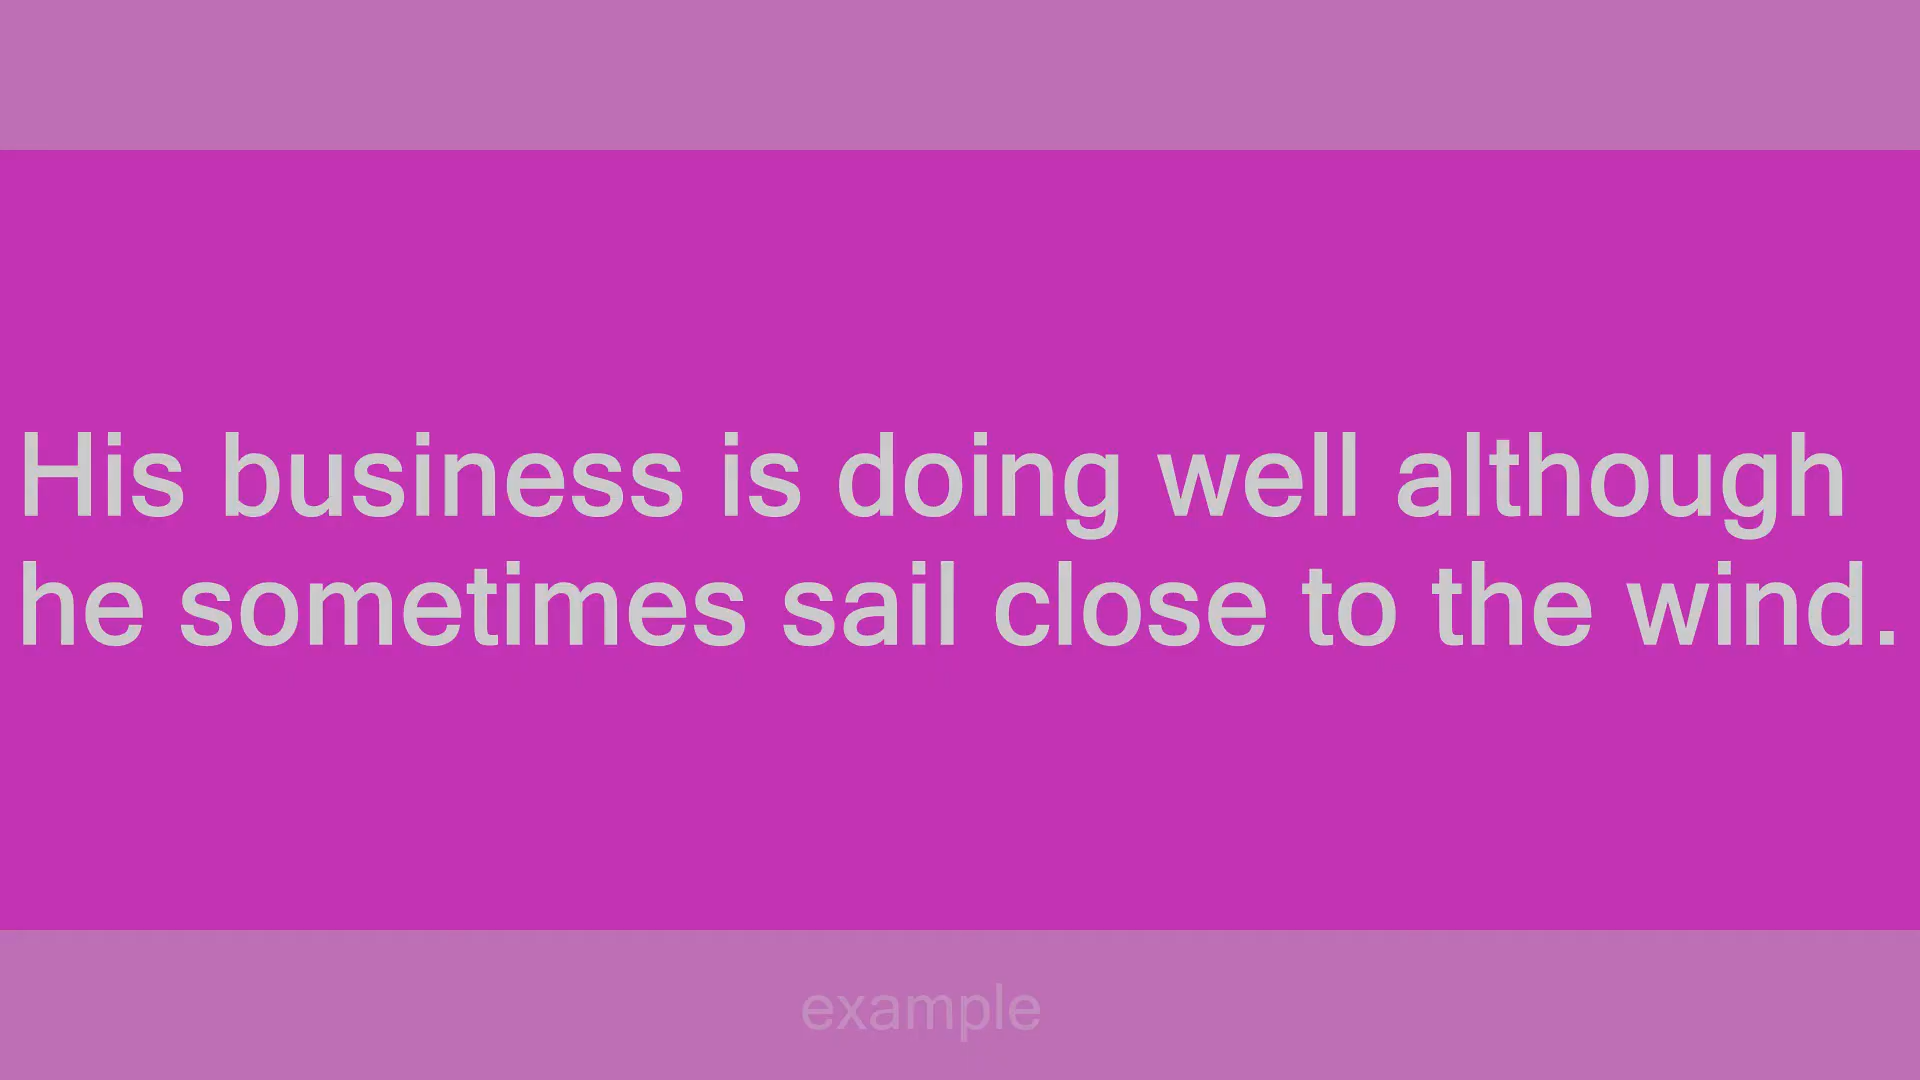 His business is doing well although
he sometimes sail close to the wind.
example